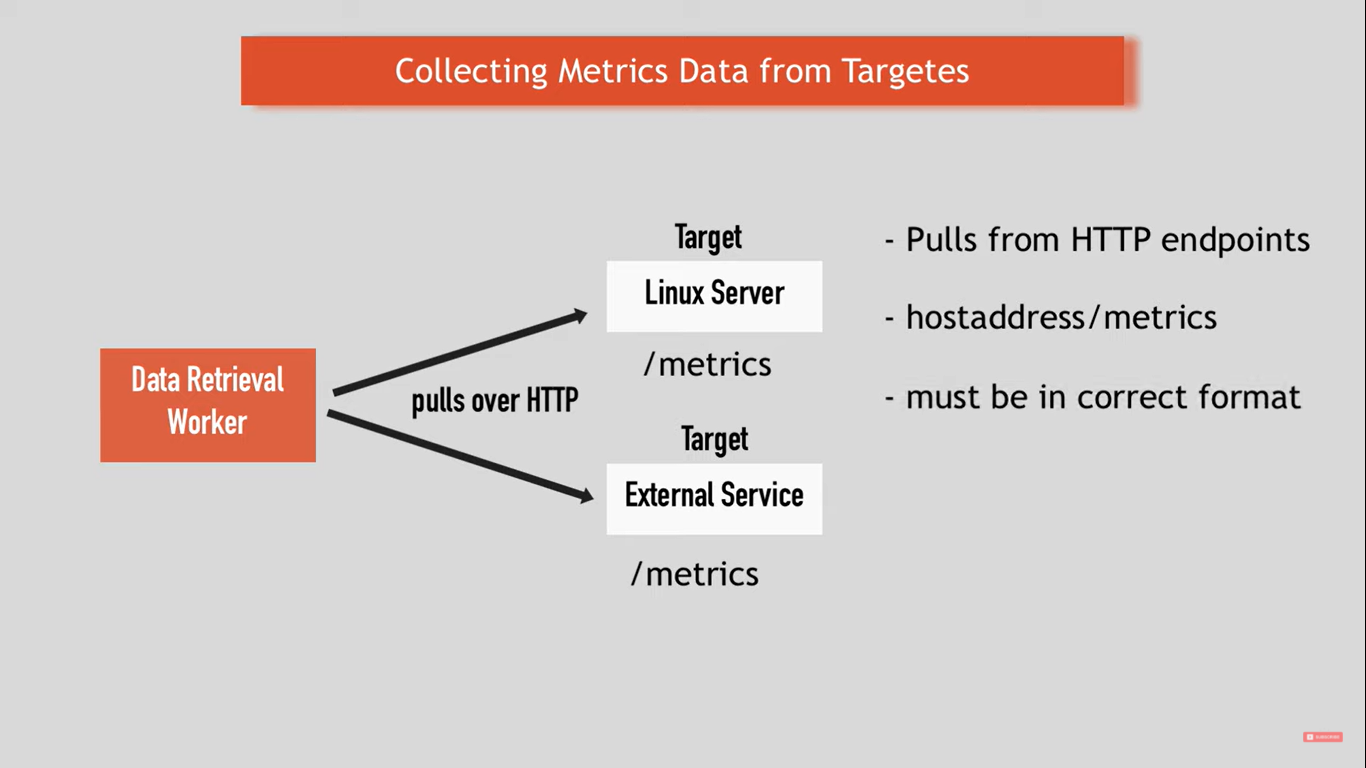 Collecting Metrics Data from Targetes
Target
Linux Server
/metrics
Data Retrieval
Worker
pulls over HTTP
Target
External Service
/metrics
- Pulls from HTTP endpoints
- hostaddress/metrics
- must be in correct format
SUBSCRIBE